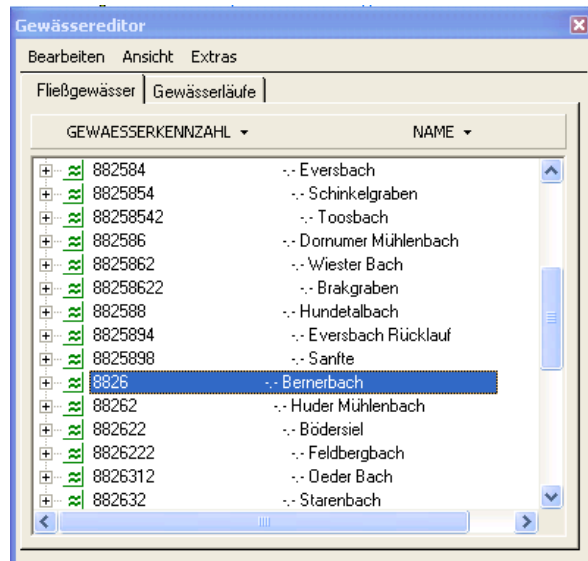 Gewässereditor
Bearbeiten Ansicht Extras
Fließgewässer Gewässerläufe
GEWAESSERKENNZAHL NAME
882584 -.- Eversbach
8825854 -.- Schinkelgraben
88258542 -.- Toosbach
882586 -.- Dornumer Mühlenbach
8825862 -.- Wiester Bach
88258622 -.- Brakgraben
882588 -.- Hundetalbach
8825894 -.- Eversbach Rücklauf
8825898 -.- Sanfte
8826 -.- Bernerbach
88262 -.- Huder Mühlenbach
882622 -.- Bödersiel
8826222 -.- Feldbergbach
8826312 -.- Oeder Bach
882632 -.- Starenbach